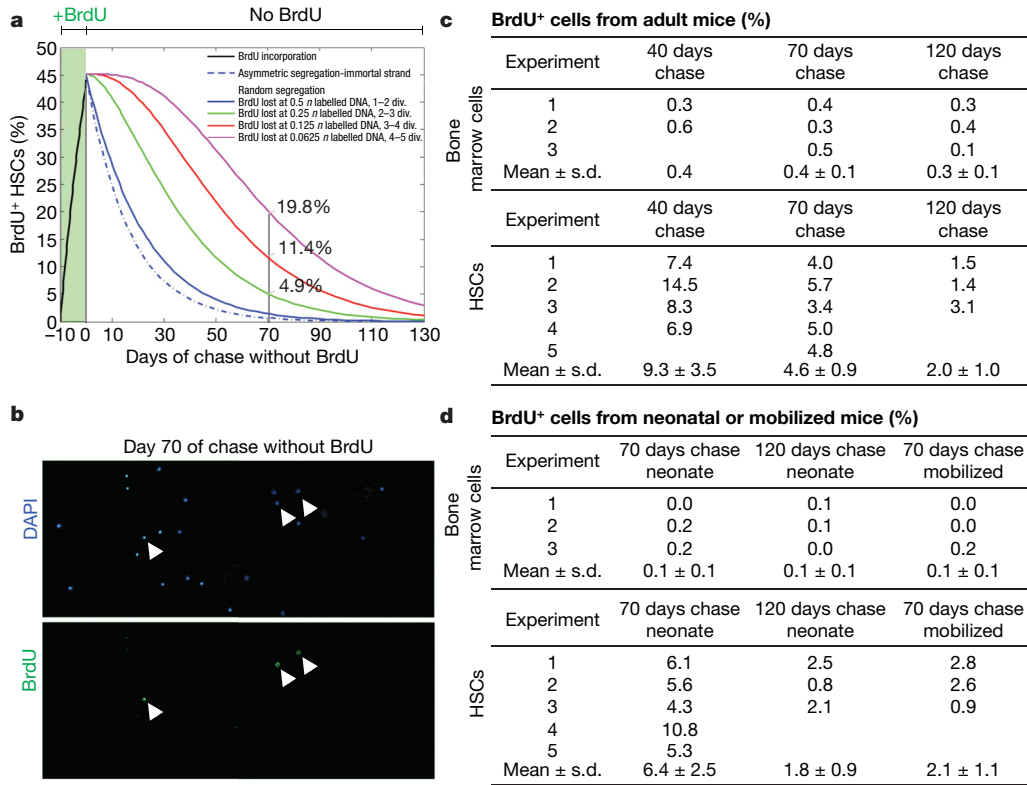 a
+BrdU No BrdU
BrdU⁺ HSCs (%)
50
45
40
35
30
25
20
15
10
5
0
BrdU incorporation
Asymmetric segregation-immortal strand
Random segregation
BrdU lost at 0.5 n labelled DNA, 1–2 div.
BrdU lost at 0.25 n labelled DNA, 2–3 div.
BrdU lost at 0.125 n labelled DNA, 3–4 div.
BrdU lost at 0.0625 n labelled DNA, 4–5 div.
19.8%
11.4%
4.9%
–10 0 10 30 50 70 90 110 130
Days of chase without BrdU
b
Day 70 of chase without BrdU
DAPI
BrdU
c BrdU⁺ cells from adult mice (%)
Bone marrow cells
Experiment 40 days chase 70 days chase 120 days chase
1 0.3 0.4 0.3
2 0.6 0.3 0.4
3 0.5 0.1
Mean ± s.d. 0.4 0.4 ± 0.1 0.3 ± 0.1
HSCs
Experiment 40 days chase 70 days chase 120 days chase
1 7.4 4.0 1.5
2 14.5 5.7 1.4
3 8.3 3.4 3.1
4 6.9 5.0
5 4.8
Mean ± s.d. 9.3 ± 3.5 4.6 ± 0.9 2.0 ± 1.0
d BrdU⁺ cells from neonatal or mobilized mice (%)
Bone marrow cells
Experiment 70 days chase neonate 120 days chase neonate 70 days chase mobilized
1 0.0 0.1 0.0
2 0.2 0.1 0.0
3 0.2 0.0 0.2
Mean ± s.d. 0.1 ± 0.1 0.1 ± 0.1 0.1 ± 0.1
HSCs
Experiment 70 days chase neonate 120 days chase neonate 70 days chase mobilized
1 6.1 2.5 2.8
2 5.6 0.8 2.6
3 4.3 2.1 0.9
4 10.8
5 5.3
Mean ± s.d. 6.4 ± 2.5 1.8 ± 0.9 2.1 ± 1.1